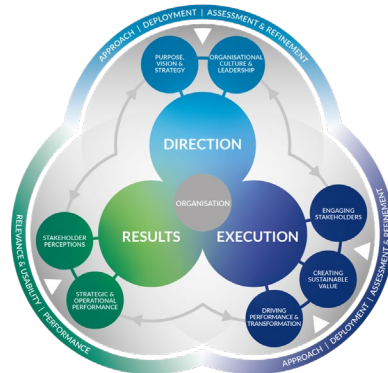 APPROACH | DEPLOYMENT | ASSESSMENT & REFINEMENT
PURPOSE,
VISION &
STRATEGY
ORGANISATIONAL
CULTURE &
LEADERSHIP
DIRECTION
ORGANISATION
RESULTS
EXECUTION
STAKEHOLDER
PERCEPTIONS
STRATEGIC &
OPERATIONAL
PERFORMANCE
ENGAGING
STAKEHOLDERS
CREATING
SUSTAINABLE
VALUE
DRIVING
PERFORMANCE &
TRANSFORMATION
RELEVANCE & USABILITY | PERFORMANCE
APPROACH | DEPLOYMENT | ASSESSMENT & REFINEMENT